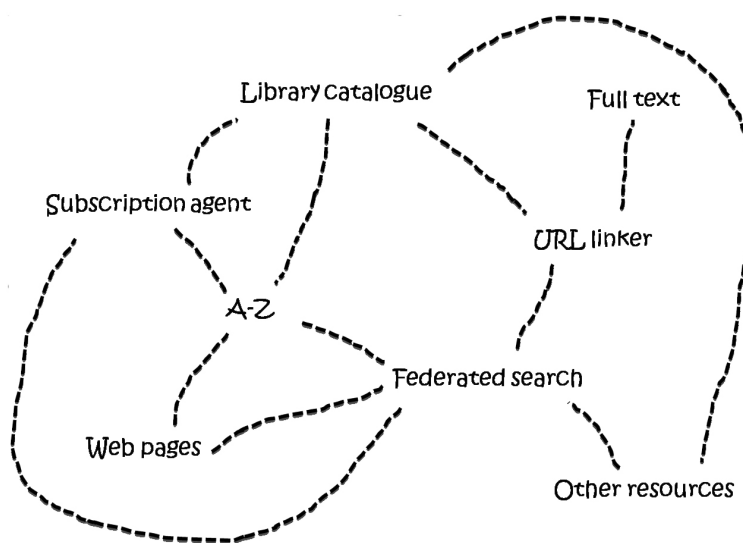 Library catalogue
Full text
Subscription agent
URL linker
A-Z
Federated search
Web pages
Other resources